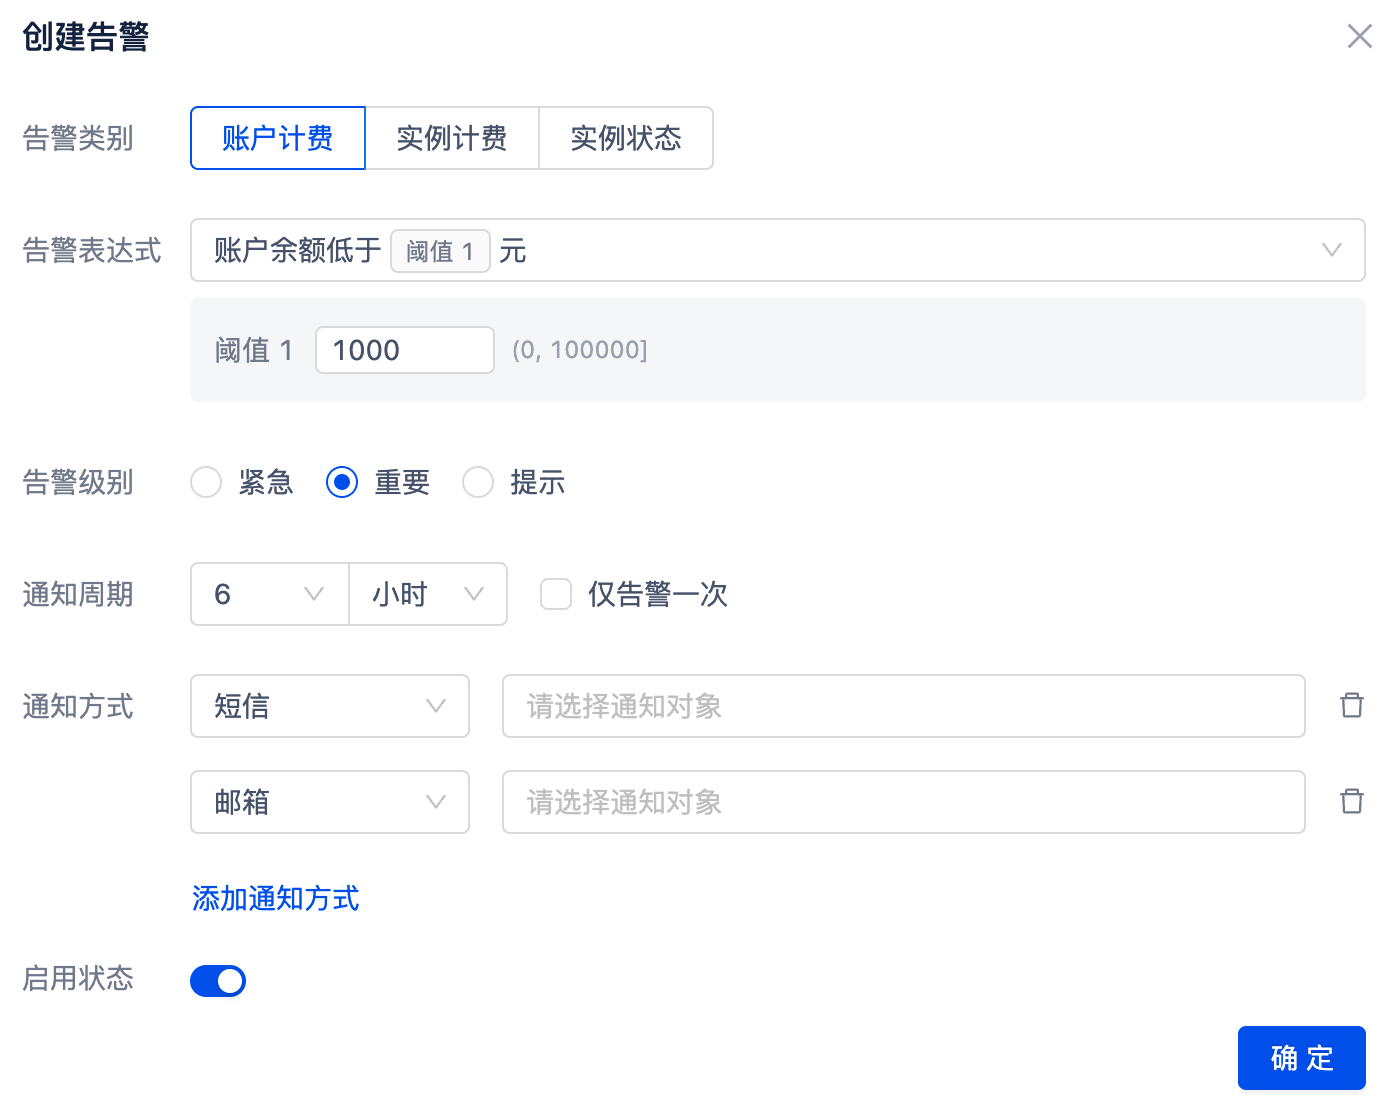 创建告警
告警类别 账户计费 实例计费 实例状态
告警表达式 账户余额低于 阈值 1 元
阈值 1 1000 (0, 100000]
告警级别 紧急 重要 提示
通知周期 6 小时 仅告警一次
通知方式 短信 请选择通知对象
邮箱 请选择通知对象
添加通知方式
启用状态
确 定